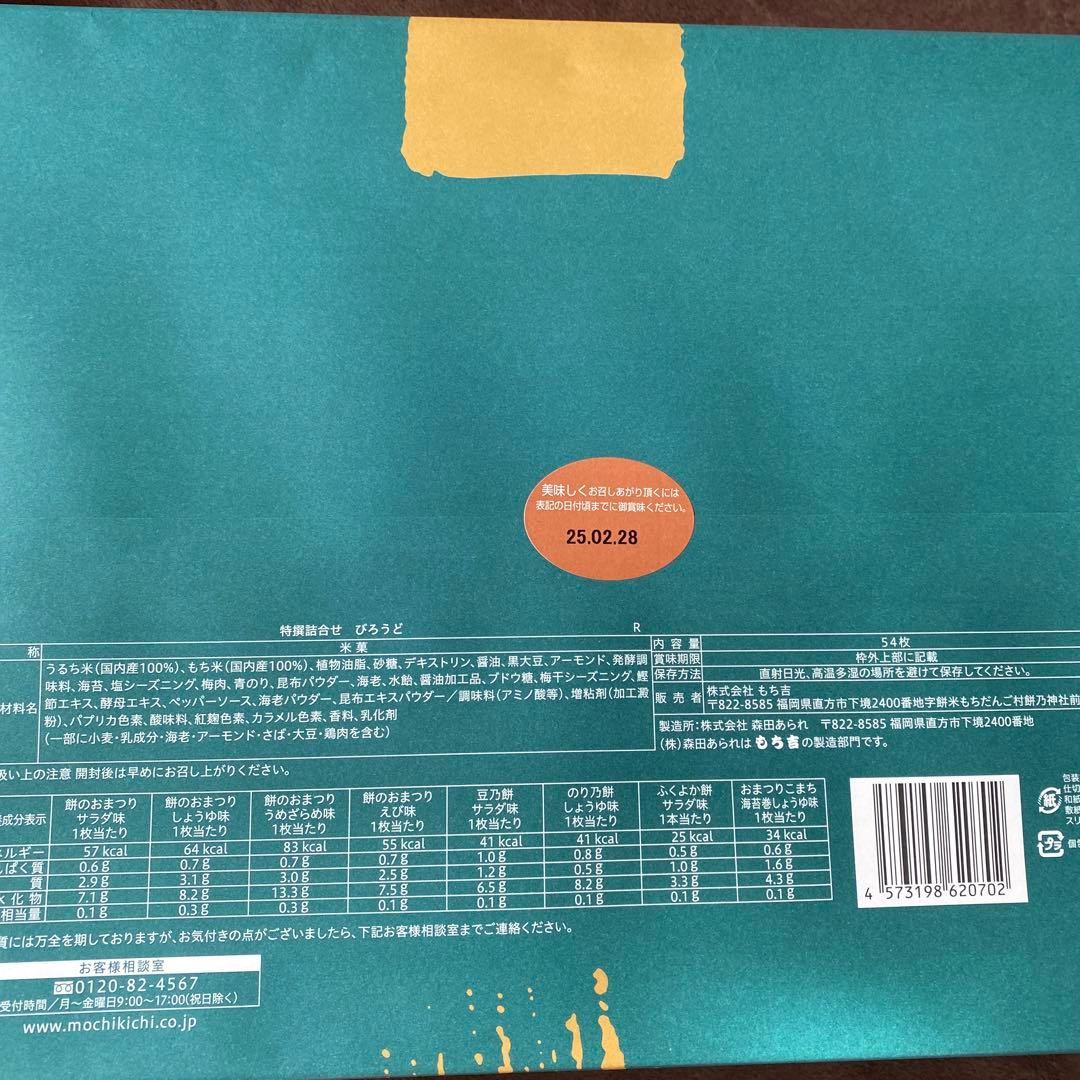 美味しくお召しあがり頂くには
表記の日付頃までに御賞味ください。
25.02.28
特撰詰合せ びろうど R
称 米菓
材料名 うるち米(国内産100%)、もち米(国内産100%)、植物油脂、砂糖、デキストリン、醤油、黒大豆、アーモンド、発酵調
味料、海苔、塩シーズニング、梅肉、青のり、昆布パウダー、海老、水飴、醤油加工品、ブドウ糖、梅干シーズニング、鰹
節エキス、酵母エキス、ペッパーソース、海老パウダー、昆布エキスパウダー/調味料(アミノ酸等)、増粘剤(加工澱
粉)、パプリカ色素、酸味料、紅麹色素、カラメル色素、香料、乳化剤
(一部に小麦・乳成分・海老・アーモンド・さば・大豆・鶏肉を含む)
内容量 54枚
賞味期限 枠外上部に記載
保存方法 直射日光、高温多湿の場所を避けて保存してください。
販売者 株式会社 もち吉
〒822-8585 福岡県直方市下境2400番地字餅米もちだんご村餅乃神社前
製造所:株式会社 森田あられ 〒822-8585 福岡県直方市下境2400番地
(株)森田あられは もち吉 の製造部門です。
扱い上の注意 開封後は早めにお召し上がりください。
成分表示 餅のおまつり サラダ味 1枚当たり 餅のおまつり しょうゆ味 1枚当たり 餅のおまつり うめざらめ味 1枚当たり 餅のおまつり えび味 1枚当たり 豆乃餅 サラダ味 1枚当たり のり乃餅 しょうゆ味 1枚当たり ふくよか餅 サラダ味 1本当たり おまつりこまち 海苔巻しょうゆ味 1枚当たり
ネルギー 57 kcal 64 kcal 83 kcal 55 kcal 41 kcal 41 kcal 25 kcal 34 kcal
んぱく質 0.6g 0.7g 0.7g 0.7g 1.0g 0.8g 0.5g 0.6g
質 2.9g 3.1g 3.0g 2.5g 1.2g 0.5g 1.0g 1.6g
水化物 7.1g 8.2g 13.3g 7.5g 6.5g 8.2g 3.3g 4.3g
相当量 0.1g 0.3g 0.3g 0.1g 0.1g 0.1g 0.1g 0.1g
質には万全を期しておりますが、お気付きの点がございましたら、下記お客様相談室までご連絡ください。
お客様相談室
0120-82-4567
受付時間/月~金曜日9:00~17:00(祝日除く)
www.mochikichi.co.jp
4 573198 620702
包装
仕切
和紙
敷紙
スリ
紙
プラ
個包